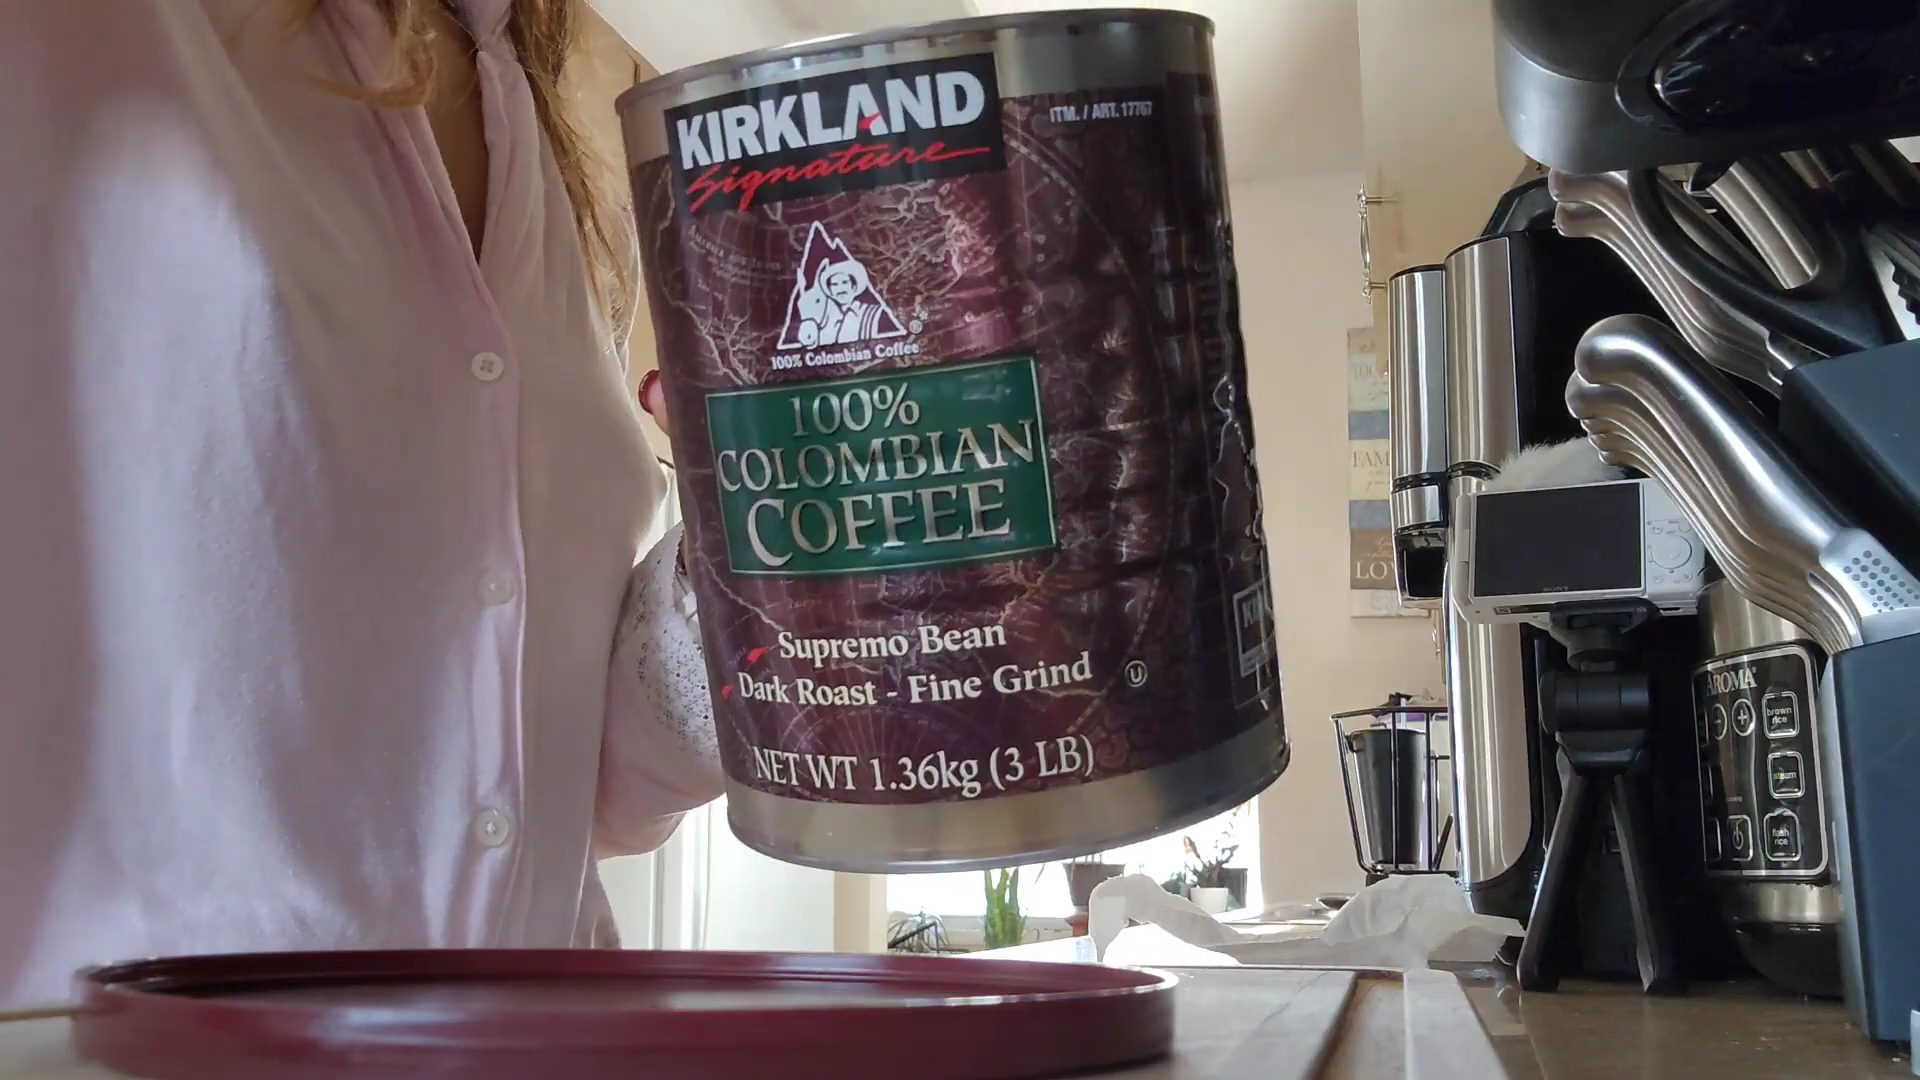 KIRKLAND
Signature
ITM. / ART. 17767
100% Colombian Coffee
100%
COLOMBIAN
COFFEE
Supremo Bean
Dark Roast - Fine Grind
U
NET WT 1.36kg (3 LB)
SONY
AROMA
brown
rice
steam
flash
rice